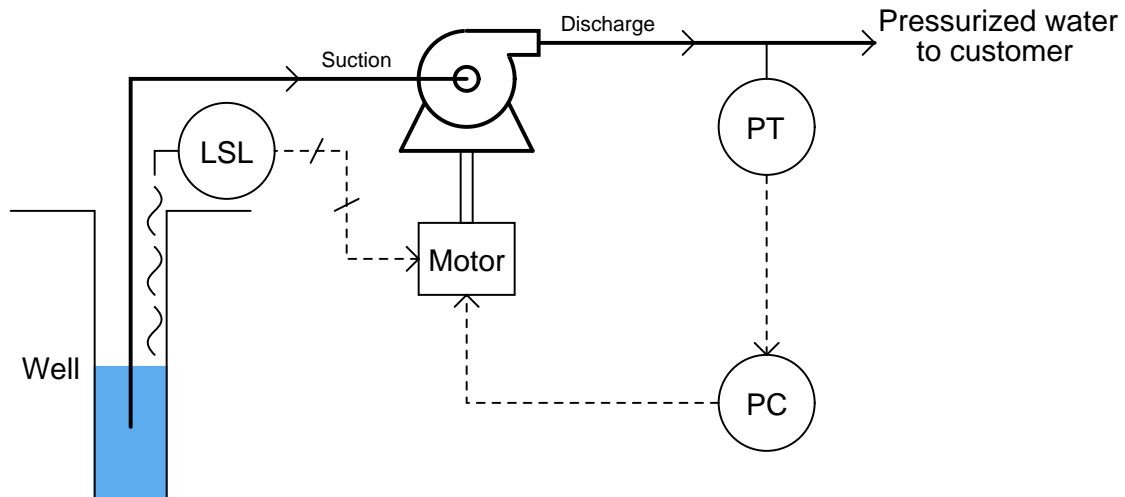 Discharge
Pressurized water
to customer
Suction
PT
LSL
Motor
Well
PC